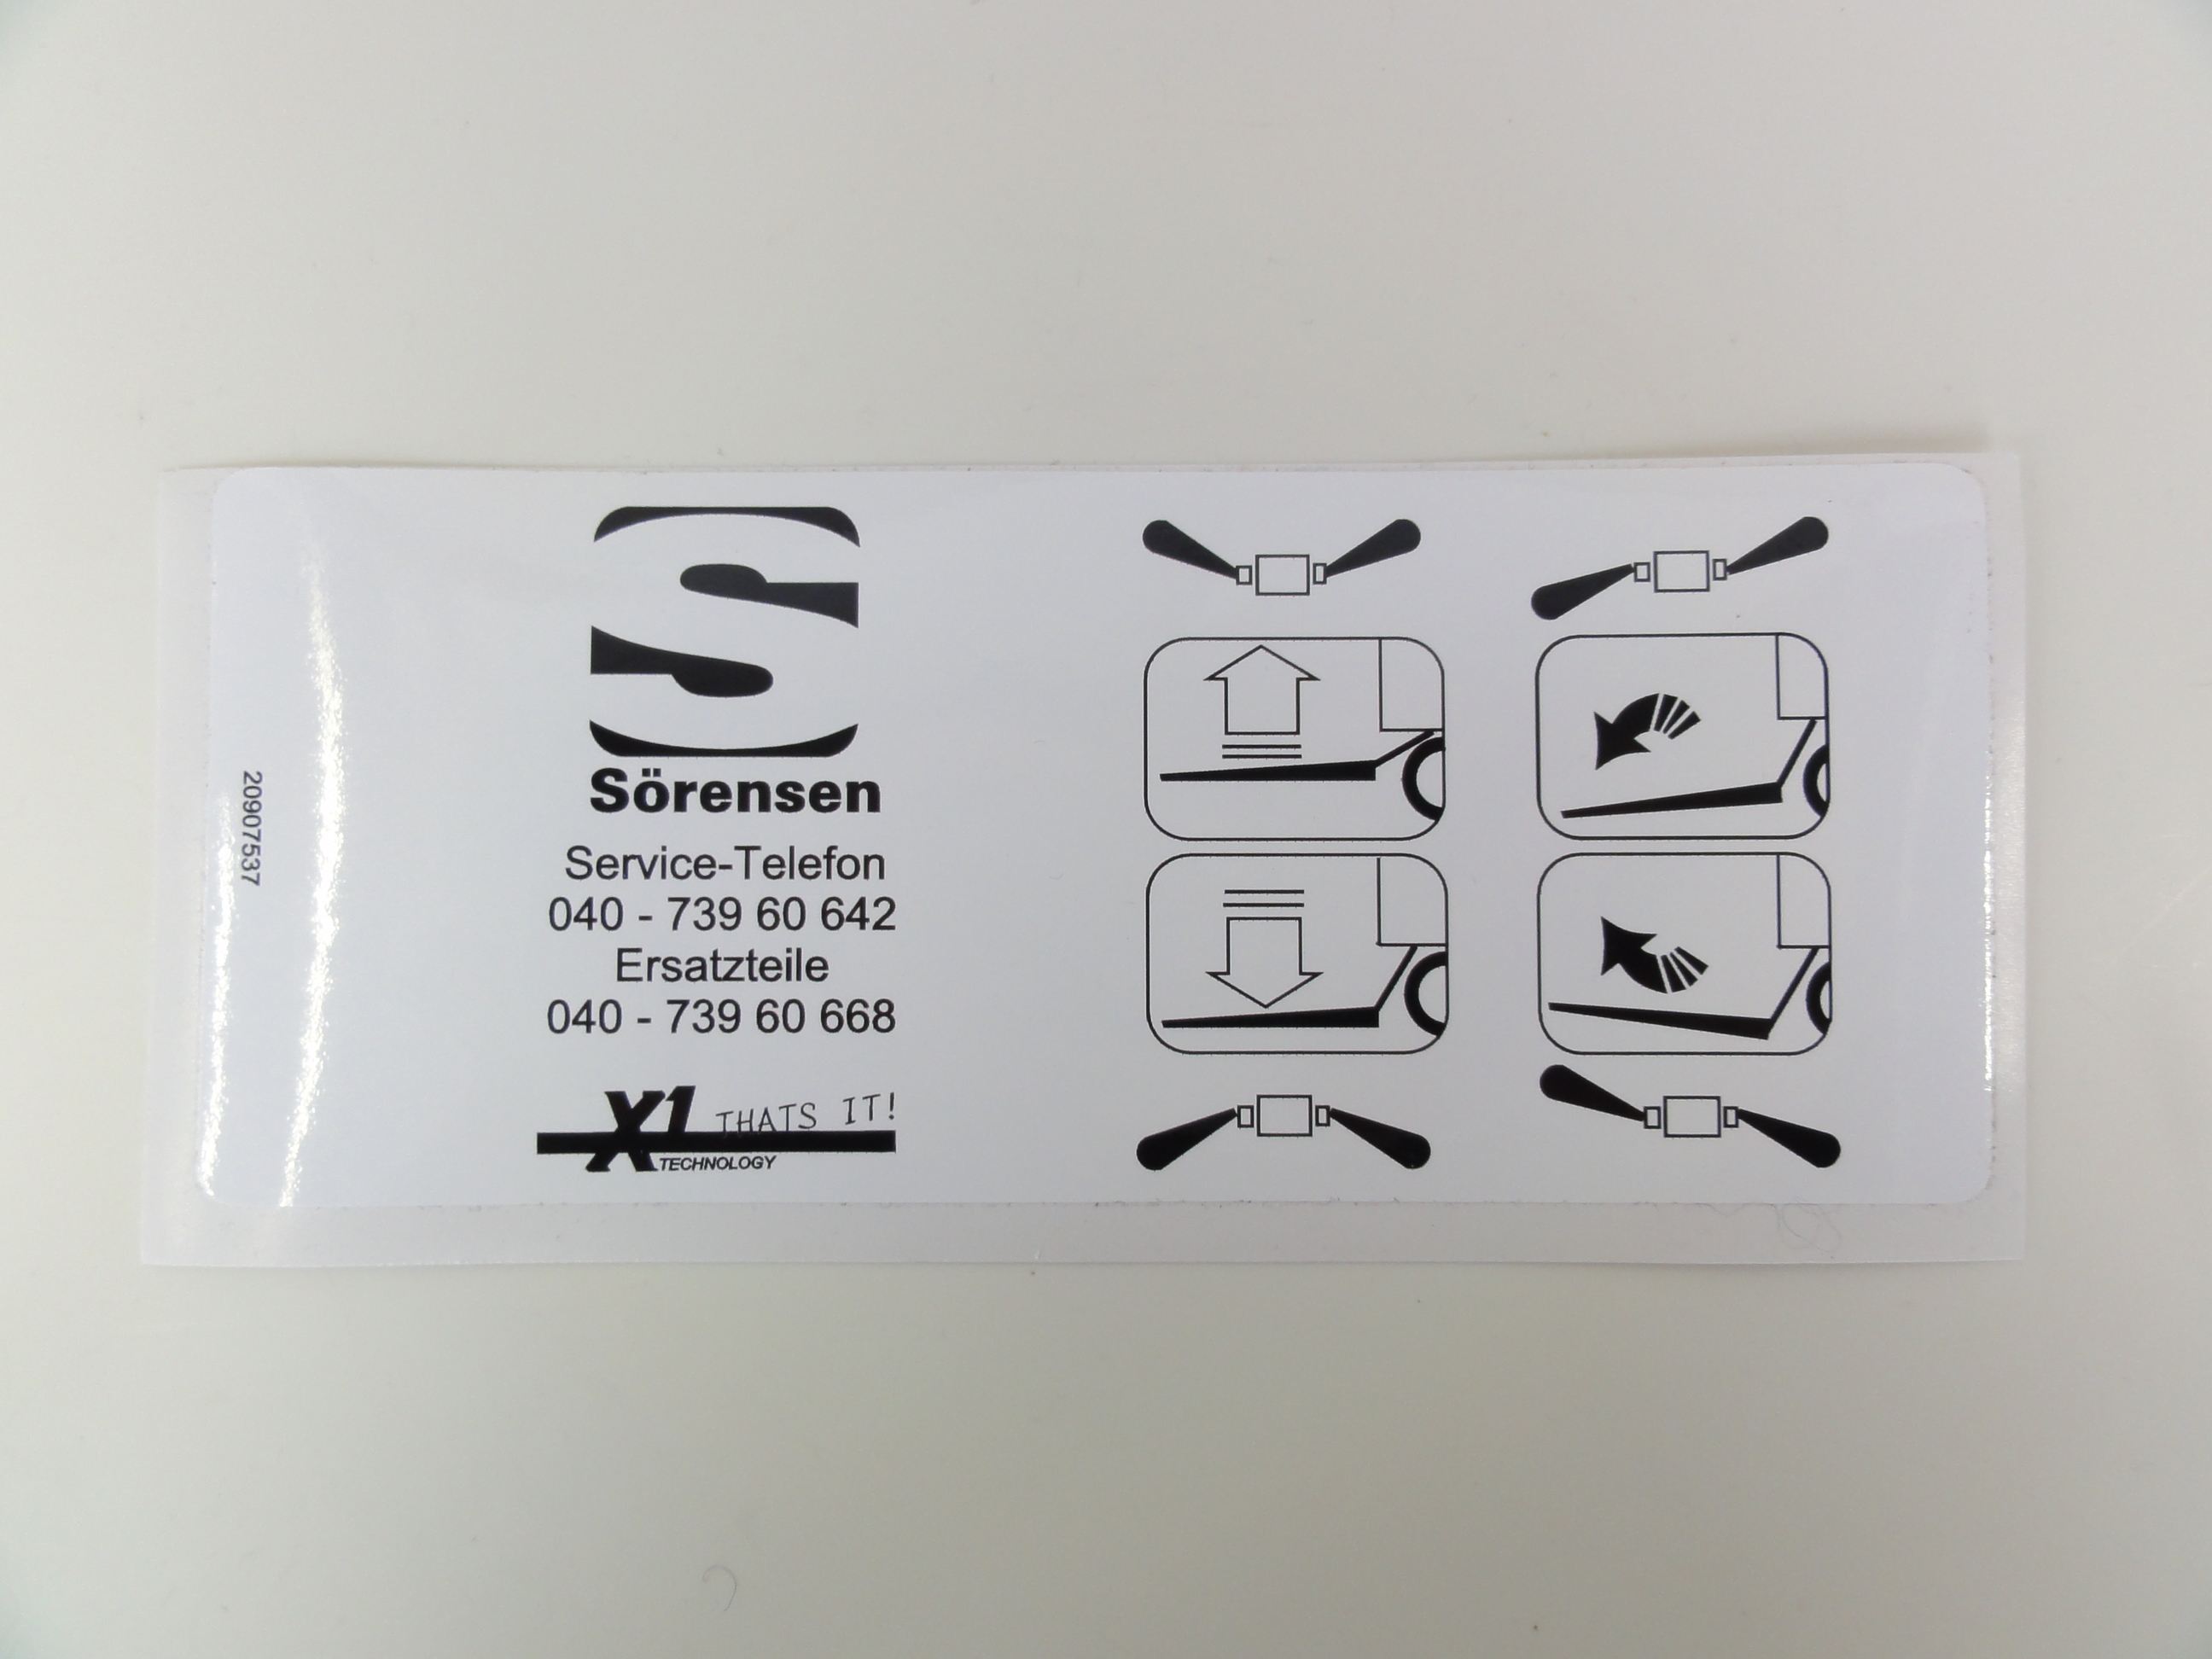 20907537
Sörensen
Service-Telefon
040 - 739 60 642
Ersatzteile
040 - 739 60 668
X1 THATS IT!
TECHNOLOGY